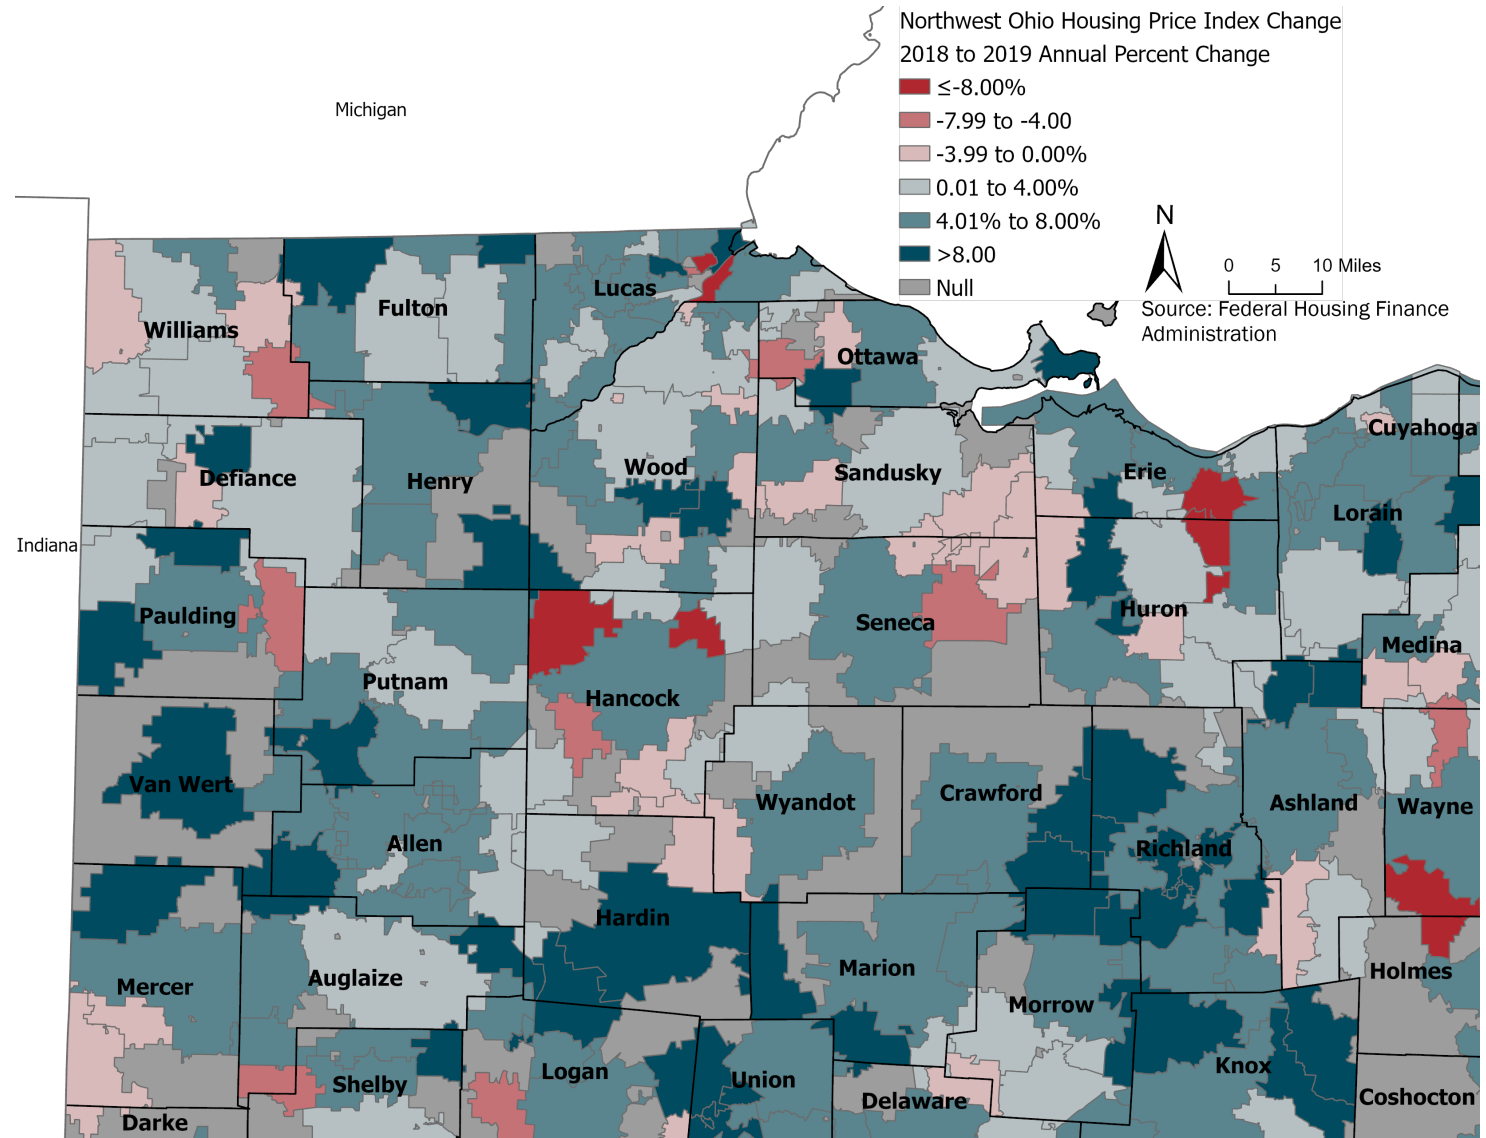 Northwest Ohio Housing Price Index Change
2018 to 2019 Annual Percent Change
≤-8.00%
-7.99 to -4.00
-3.99 to 0.00%
0.01 to 4.00%
4.01% to 8.00%
>8.00
Null
N
0 5 10 Miles
Source: Federal Housing Finance
Administration
Michigan
Indiana
Williams
Fulton
Lucas
Ottawa
Cuyahoga
Defiance
Henry
Wood
Sandusky
Erie
Lorain
Paulding
Putnam
Hancock
Seneca
Huron
Medina
Van Wert
Allen
Wyandot
Crawford
Richland
Ashland
Wayne
Hardin
Mercer
Auglaize
Marion
Morrow
Holmes
Shelby
Logan
Union
Delaware
Knox
Coshocton
Darke